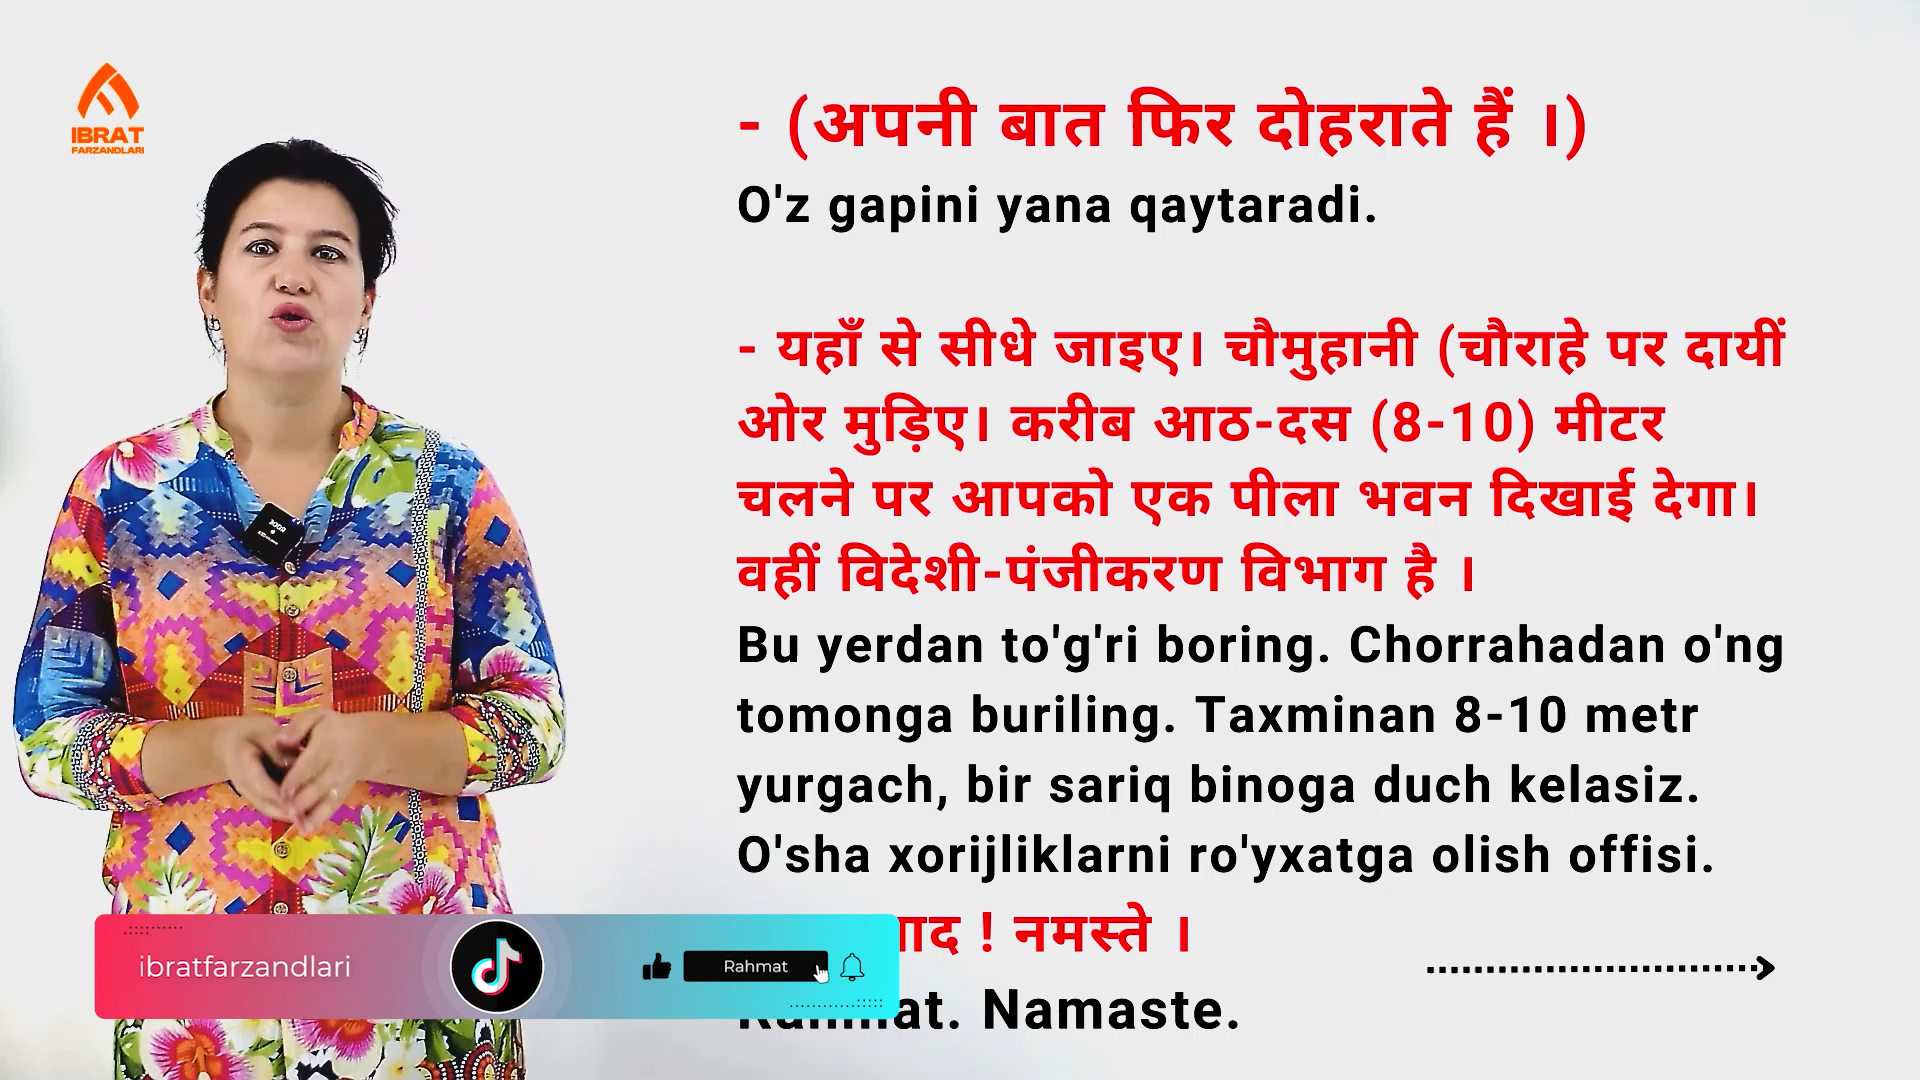 IBRAT
FARZANDLARI
- (अपनी बात फिर दोहराते हैं ।)
O'z gapini yana qaytaradi.
- यहाँ से सीधे जाइए। चौमुहानी (चौराहे पर दायीं
ओर मुड़िए। करीब आठ-दस (8-10) मीटर
चलने पर आपको एक पीला भवन दिखाई देगा।
वहीं विदेशी-पंजीकरण विभाग है ।
Bu yerdan to'g'ri boring. Chorrahadan o'ng
tomonga buriling. Taxminan 8-10 metr
yurgach, bir sariq binoga duch kelasiz.
O'sha xorijliklarni ro'yxatga olish offisi.
! नमस्ते ।
Namaste.
ibratfarzandlari
Rahmat